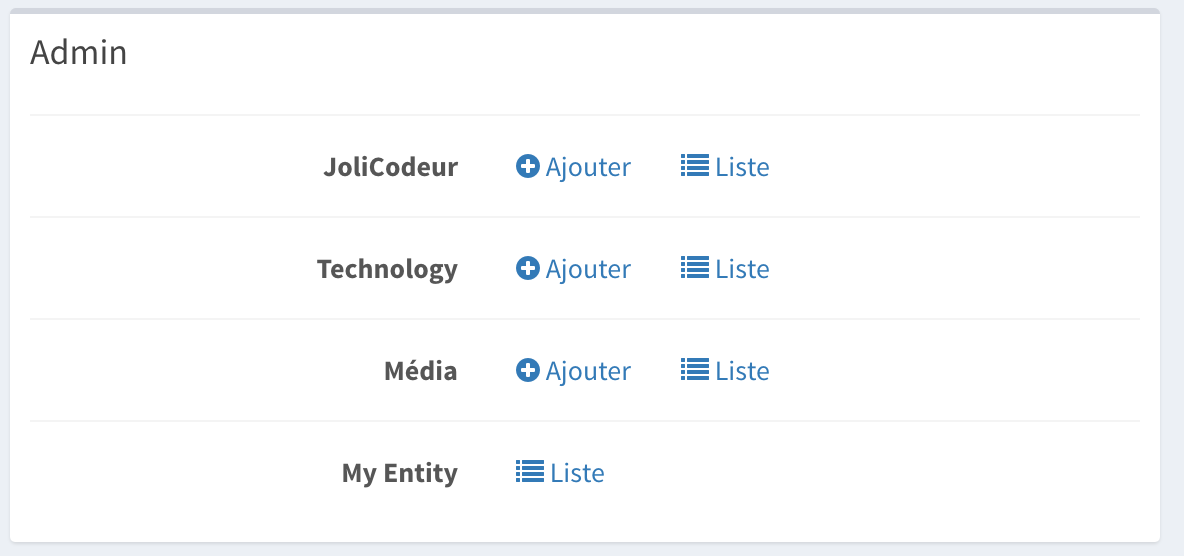 Admin
JoliCodeur Ajouter Liste
Technology Ajouter Liste
Média Ajouter Liste
My Entity Liste